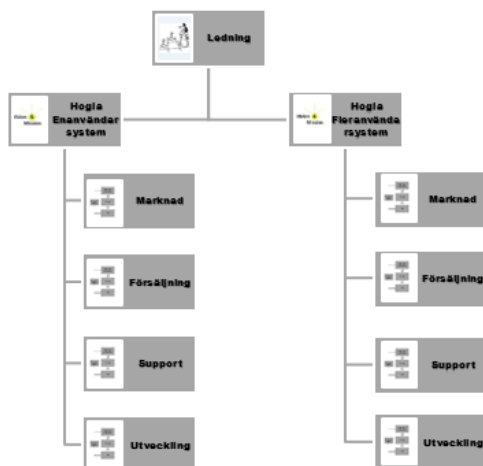 Ledning
Hogia
Enanvändar
system
Hogia
Fleranvända
rsystem
Marknad
Marknad
Försäljning
Försäljning
Support
Support
Utveckling
Utveckling